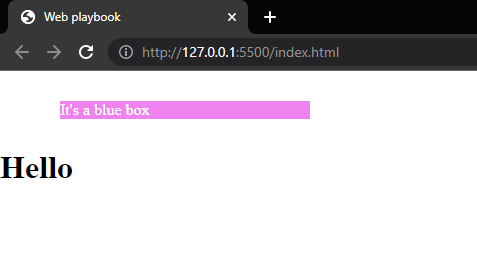 Web playbook
http://127.0.0.1:5500/index.html
It's a blue box
Hello